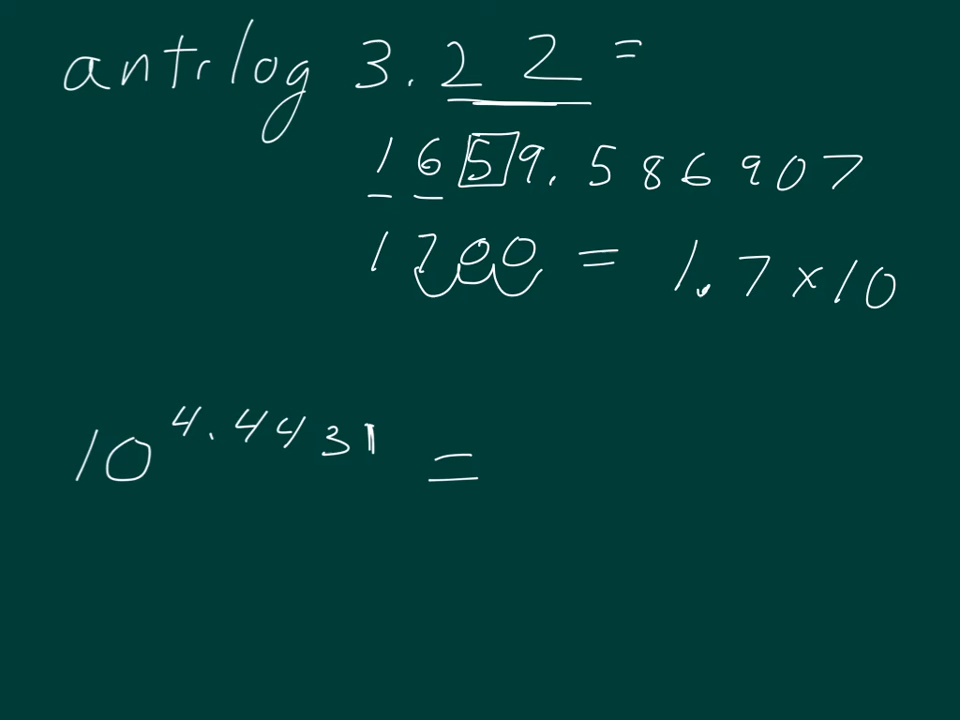 antilog 3.22 =
1659.586907
1700 = 1.7 × 10
10^4.4431 =